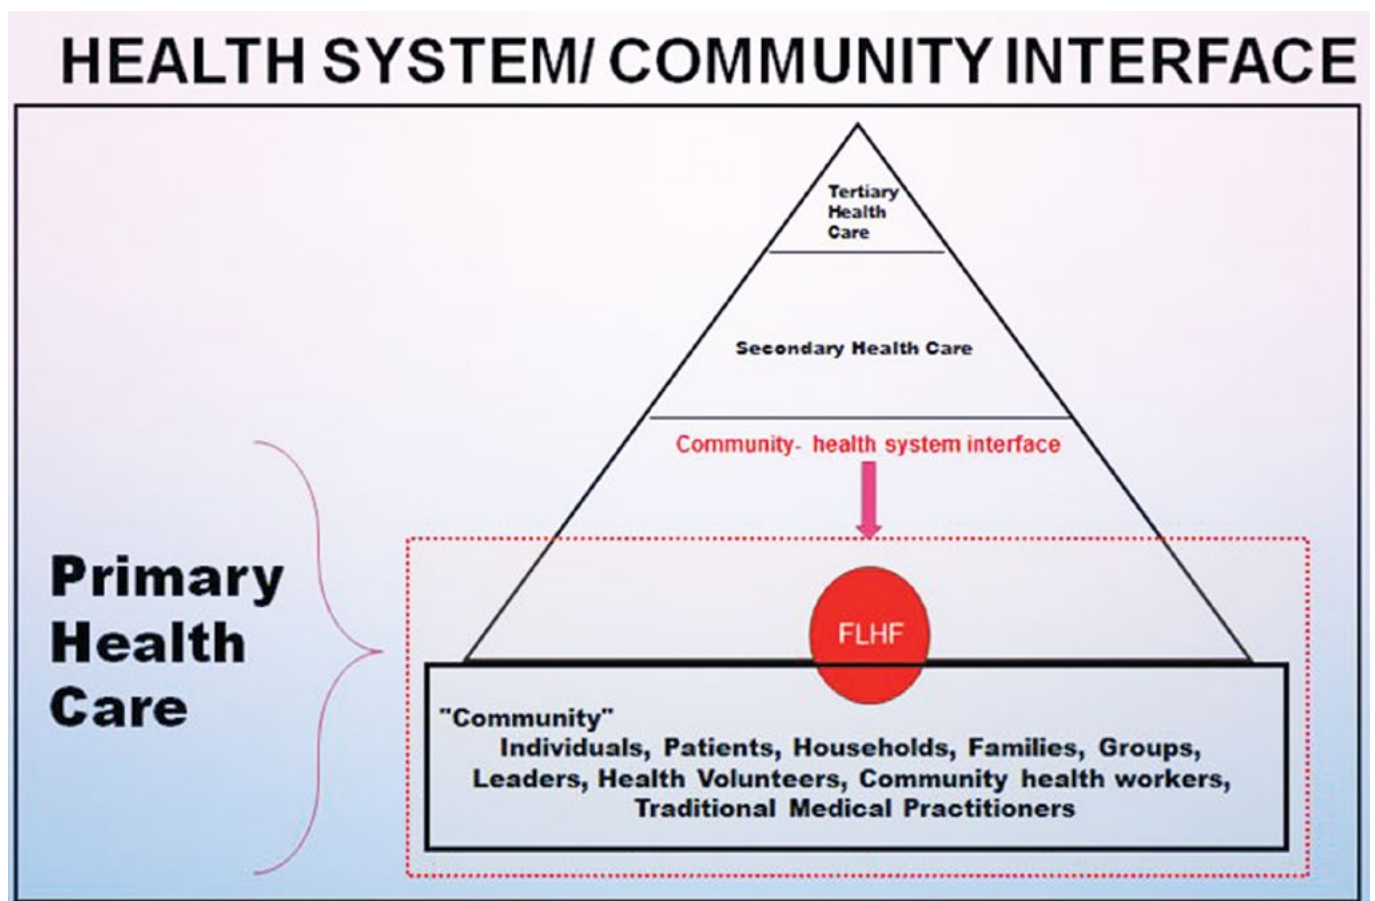 HEALTH SYSTEM/ COMMUNITY INTERFACE
Tertiary
Health
Care
Secondary Health Care
Community- health system interface
Primary
Health
Care
FLHF
"Community"
Individuals, Patients, Households, Families, Groups,
Leaders, Health Volunteers, Community health workers,
Traditional Medical Practitioners